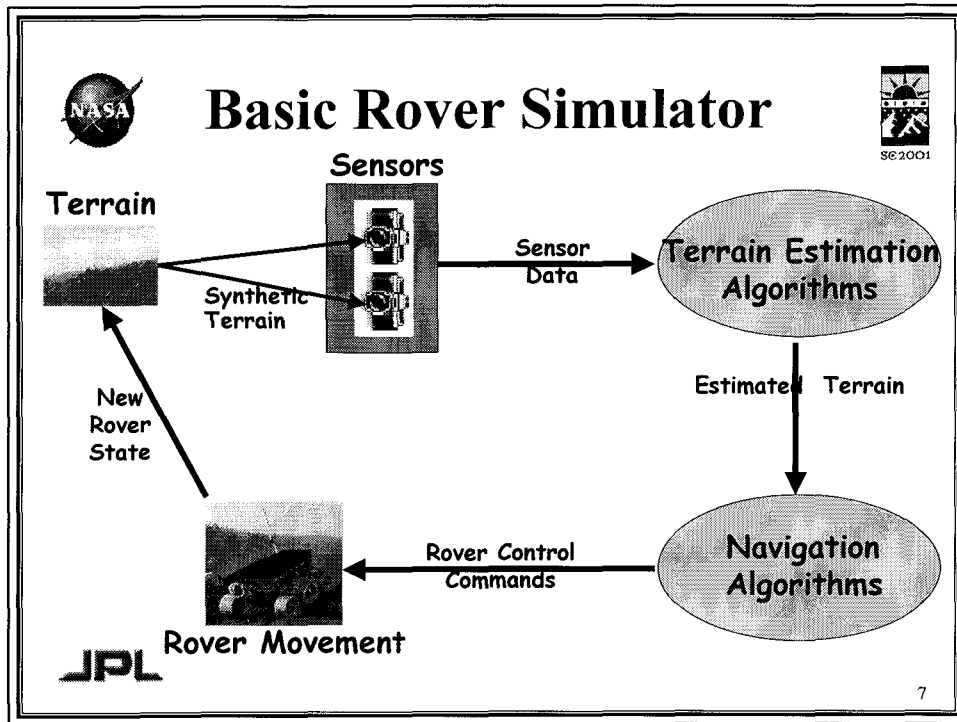 NASA
Basic Rover Simulator
SC2001
Sensors
Terrain
Sensor
Data
Terrain Estimation
Algorithms
Synthetic
Terrain
Estimated Terrain
New
Rover
State
Rover Control
Commands
Navigation
Algorithms
Rover Movement
JPL
7